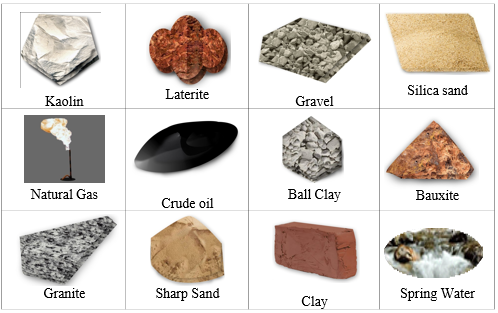 Kaolin
Laterite
Gravel
Silica sand
Natural Gas
Crude oil
Ball Clay
Bauxite
Granite
Sharp Sand
Clay
Spring Water